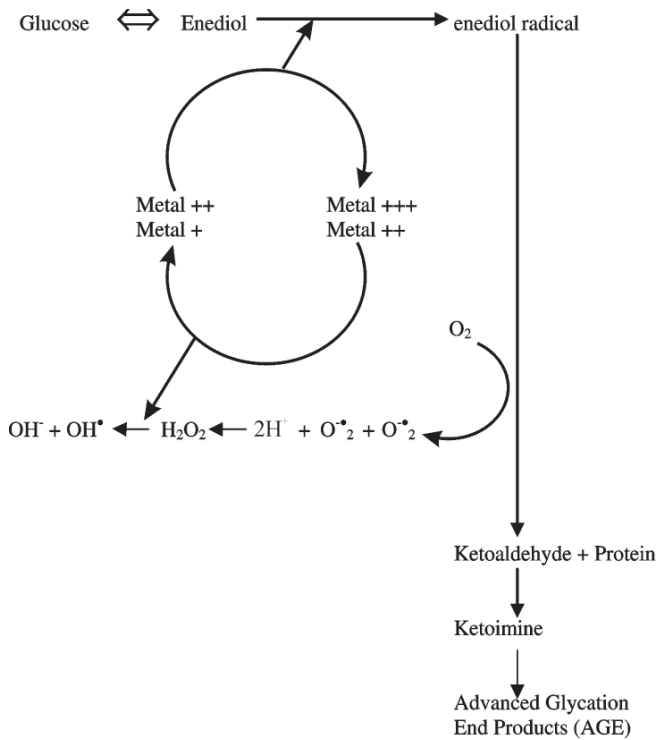 Glucose ⇔ Enediol → enediol radical
Metal ++ Metal +++
Metal + Metal ++
O₂
OH⁻ + OH• ← H₂O₂ ← 2H⁺ + O⁻•₂ + O⁻•₂
Ketoaldehyde + Protein
Ketoimine
Advanced Glycation
End Products (AGE)